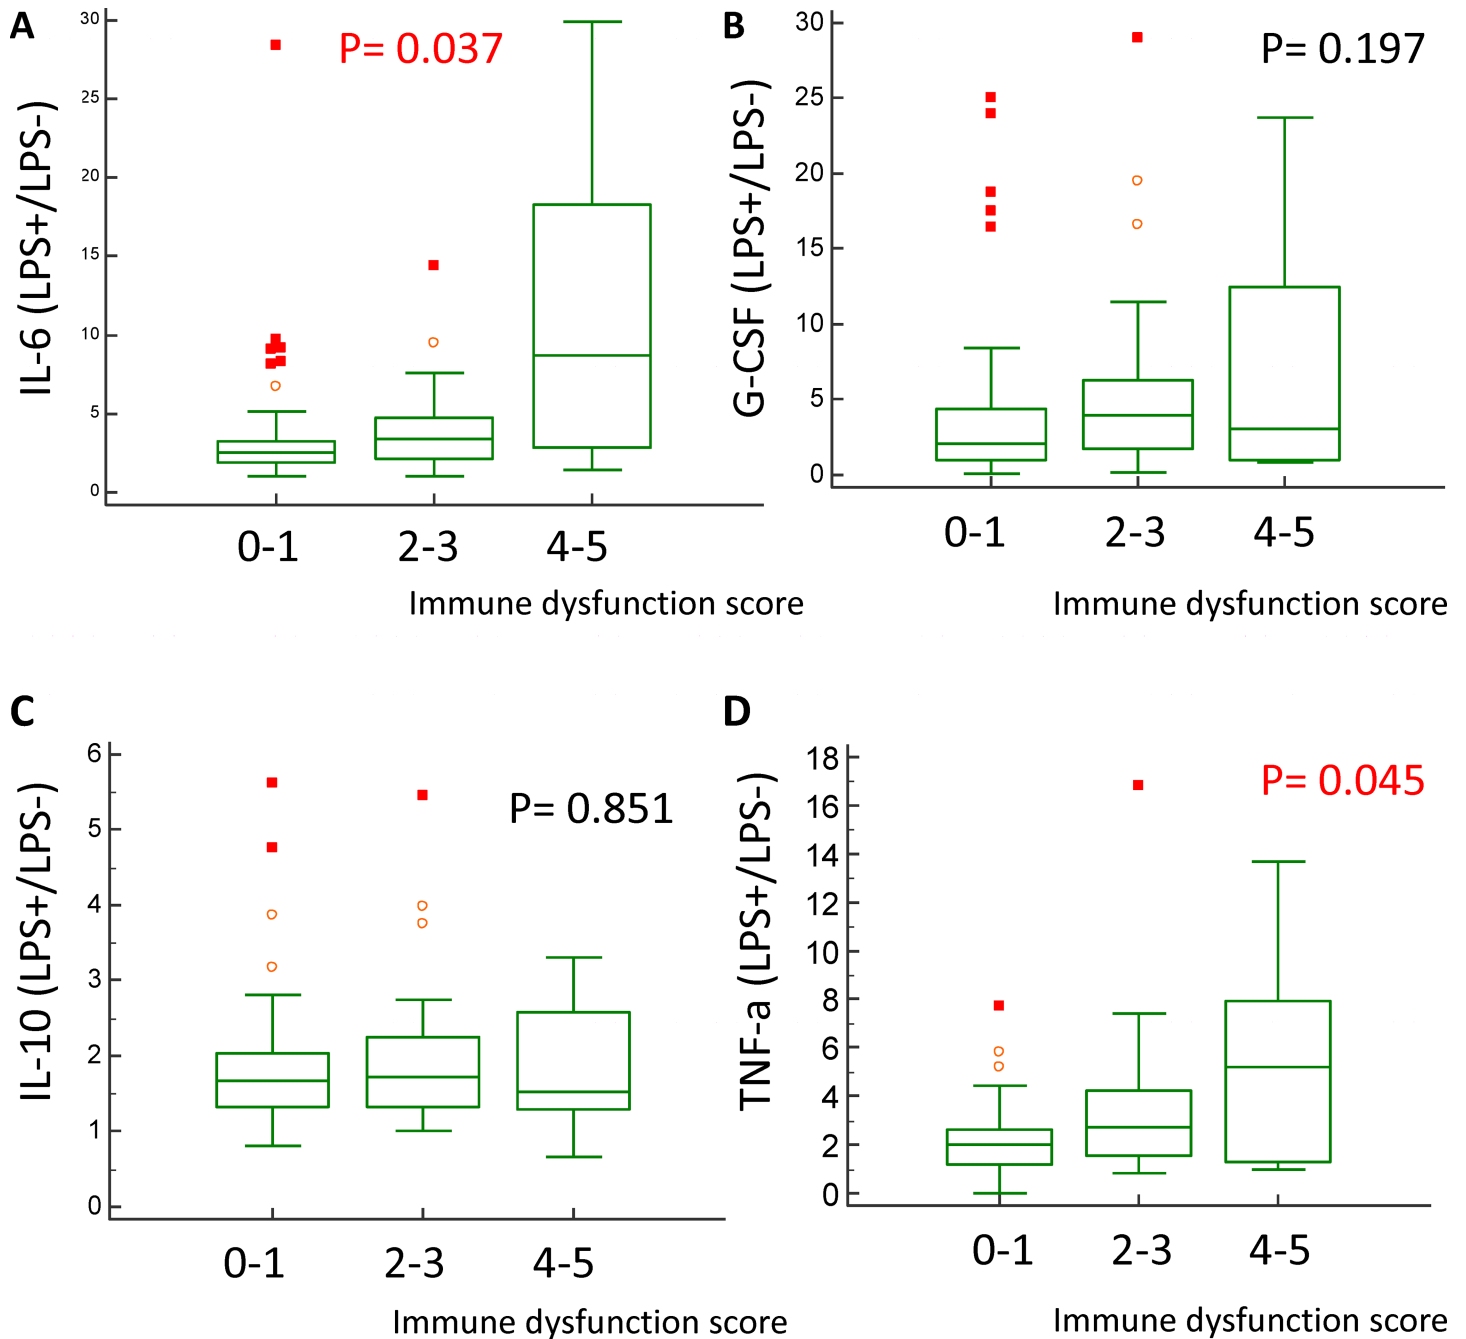 A
IL-6 (LPS+/LPS-)
30
25
20
15
10
5
0
P= 0.037
0-1 2-3 4-5
Immune dysfunction score
B
G-CSF (LPS+/LPS-)
30
25
20
15
10
5
0
P= 0.197
0-1 2-3 4-5
Immune dysfunction score
C
IL-10 (LPS+/LPS-)
6
5
4
3
2
1
0
P= 0.851
0-1 2-3 4-5
Immune dysfunction score
D
TNF-a (LPS+/LPS-)
18
16
14
12
10
8
6
4
2
0
P= 0.045
0-1 2-3 4-5
Immune dysfunction score